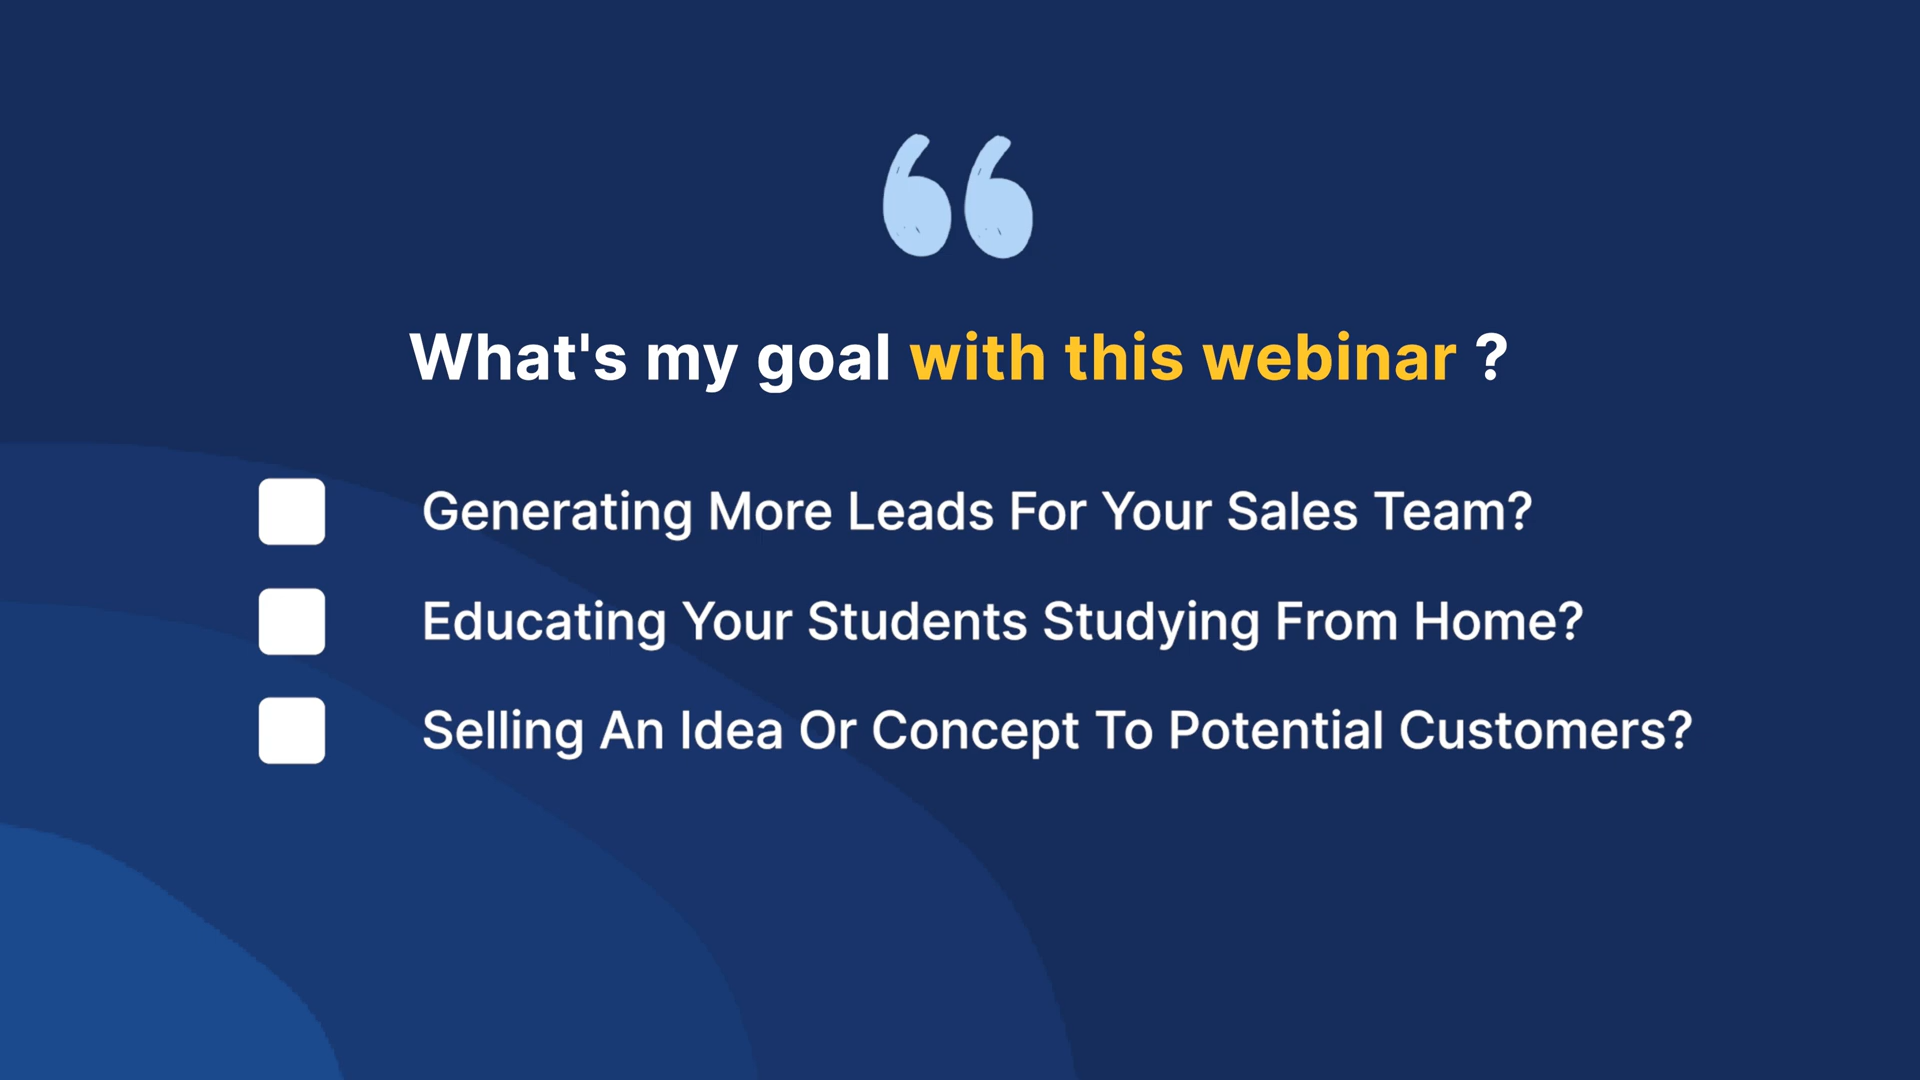 “
What's my goal with this webinar ?
Generating More Leads For Your Sales Team?
Educating Your Students Studying From Home?
Selling An Idea Or Concept To Potential Customers?